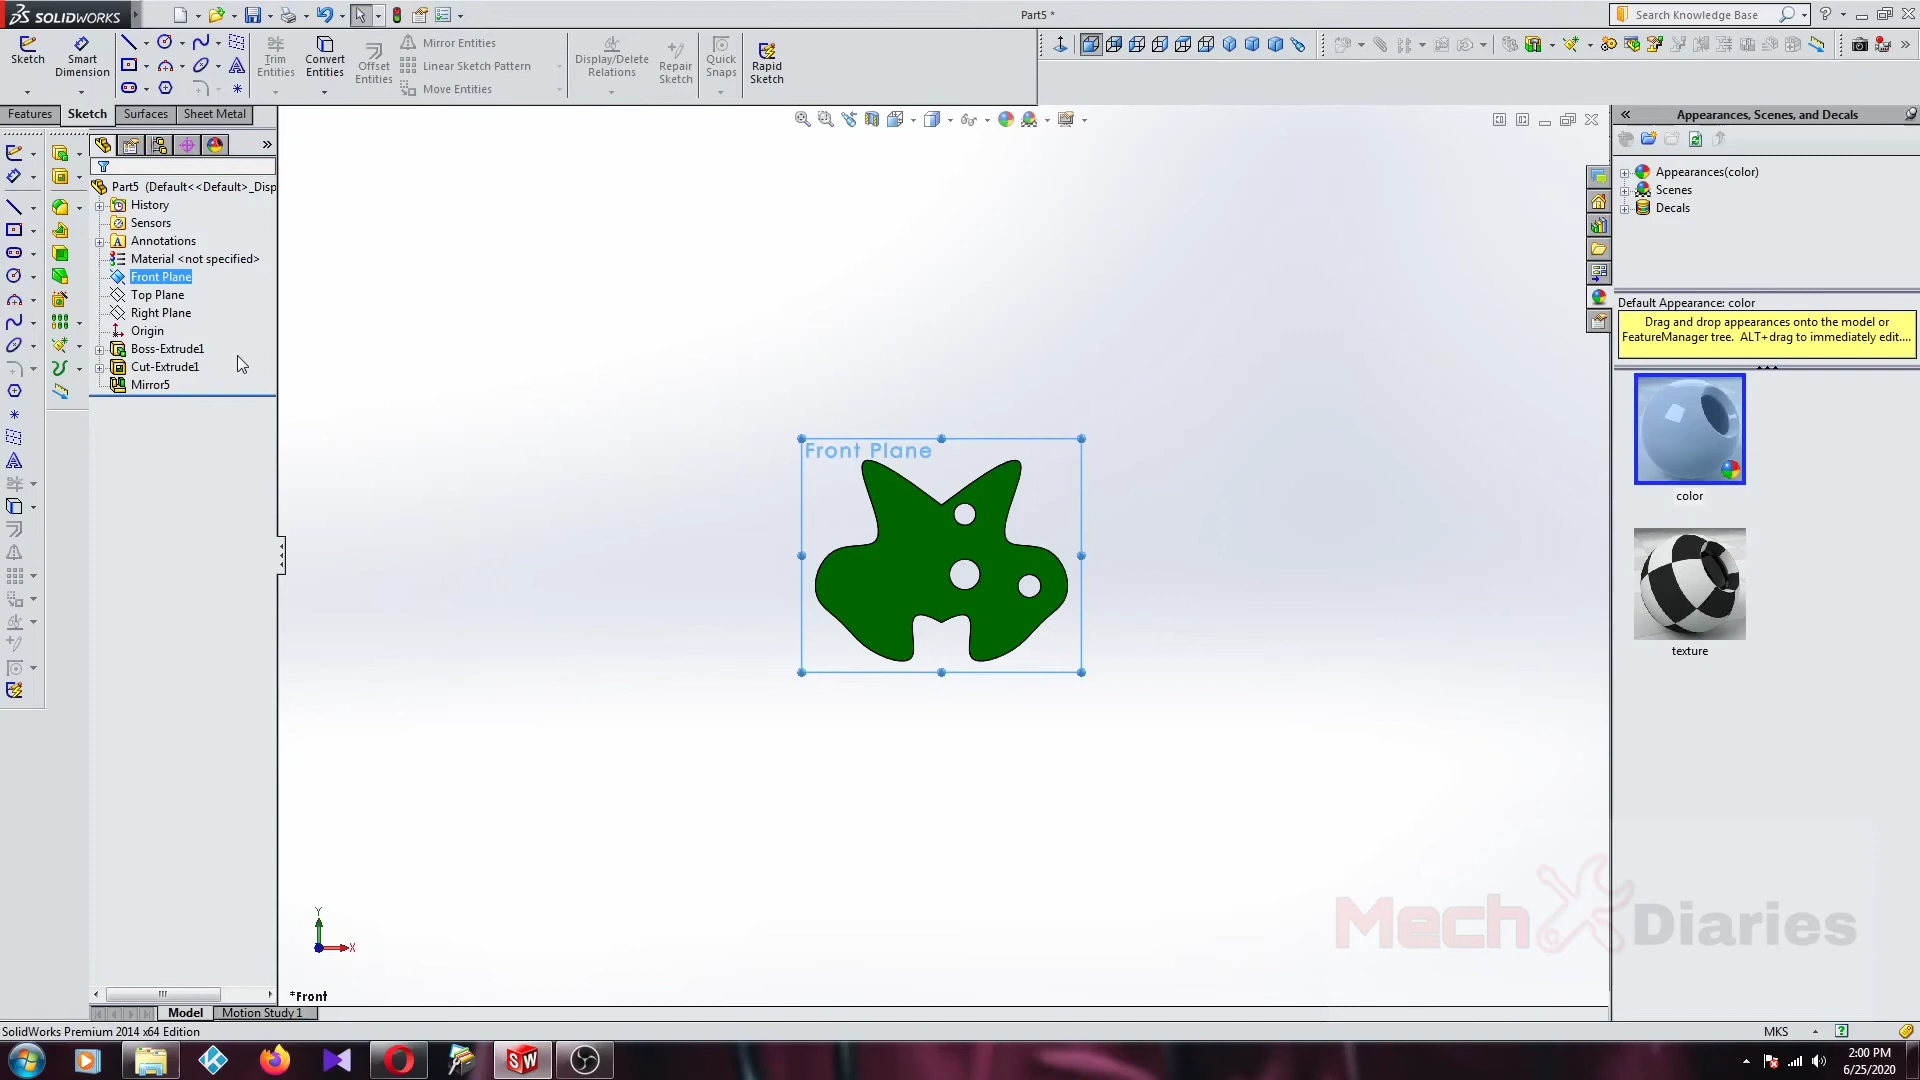 SOLIDWORKS
Part5 *
Search Knowledge Base
Sketch
Smart
Dimension
Trim
Entities
Convert
Entities
Offset
Entities
Mirror Entities
Linear Sketch Pattern
Move Entities
Display/Delete
Relations
Repair
Sketch
Quick
Snaps
Rapid
Sketch
Features
Sketch
Surfaces
Sheet Metal
Appearances, Scenes, and Decals
Part5 (Default<<Default>_Disp
History
Sensors
Annotations
Material <not specified>
Front Plane
Top Plane
Right Plane
Origin
Boss-Extrude1
Cut-Extrude1
Mirror5
Front Plane
Appearances(color)
Scenes
Decals
Default Appearance: color
Drag and drop appearances onto the model or
FeatureManager tree. ALT+drag to immediately edit....
color
texture
Mech Diaries
Y
X
*Front
Model
Motion Study 1
SolidWorks Premium 2014 x64 Edition
MKS
SW
2:00 PM
6/25/2020